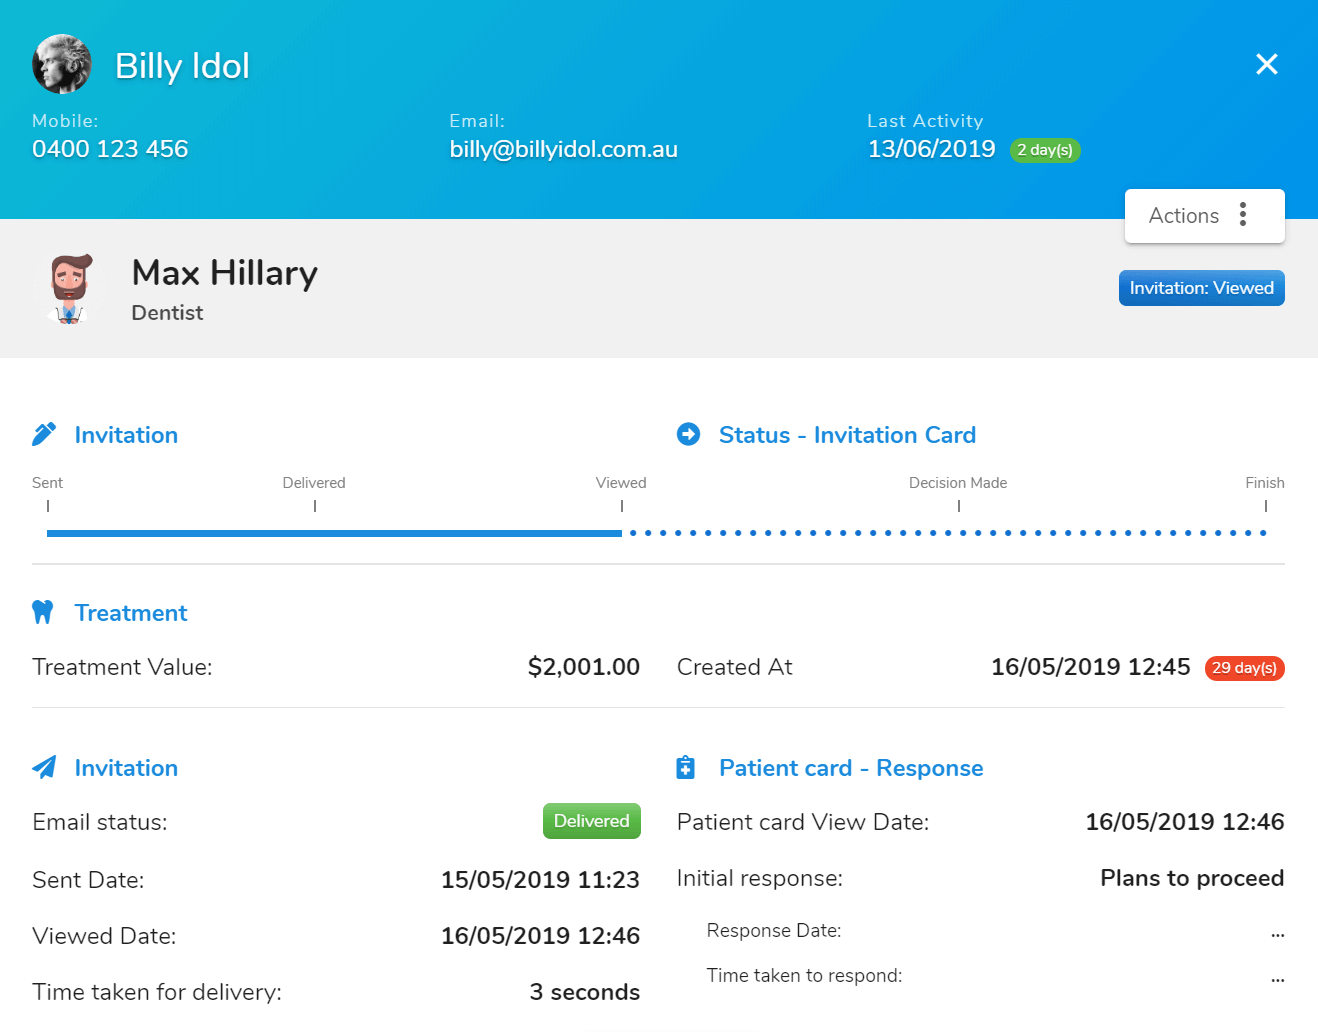 Billy Idol
Mobile: Email: Last Activity
0400 123 456 billy@billyidol.com.au 13/06/2019 2 day(s)
Actions
Max Hillary
Dentist
Invitation: Viewed
Invitation Status - Invitation Card
Sent Delivered Viewed Decision Made Finish
Treatment
Treatment Value: $2,001.00 Created At 16/05/2019 12:45 29 day(s)
Invitation Patient card - Response
Email status: Delivered Patient card View Date: 16/05/2019 12:46
Sent Date: 15/05/2019 11:23 Initial response: Plans to proceed
Viewed Date: 16/05/2019 12:46 Response Date: ...
Time taken for delivery: 3 seconds Time taken to respond: ...